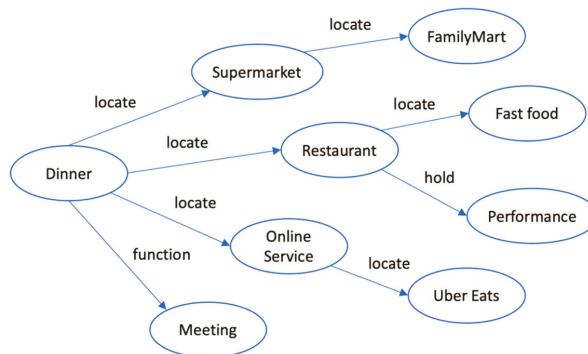 locate
FamilyMart
Supermarket
locate
locate
Fast food
locate
Restaurant
Dinner
hold
locate
Performance
Online
Service
function
locate
Uber Eats
Meeting